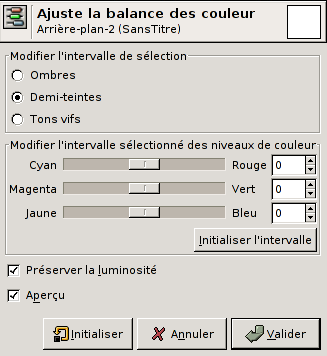 Ajuste la balance des couleur
Arrière-plan-2 (SansTitre)
Modifier l'intervalle de sélection
Ombres
Demi-teintes
Tons vifs
Modifier l'intervalle sélectionné des niveaux de couleur
Cyan Rouge 0
Magenta Vert 0
Jaune Bleu 0
Initialiser l'intervalle
Préserver la luminosité
Aperçu
Initialiser Annuler Valider